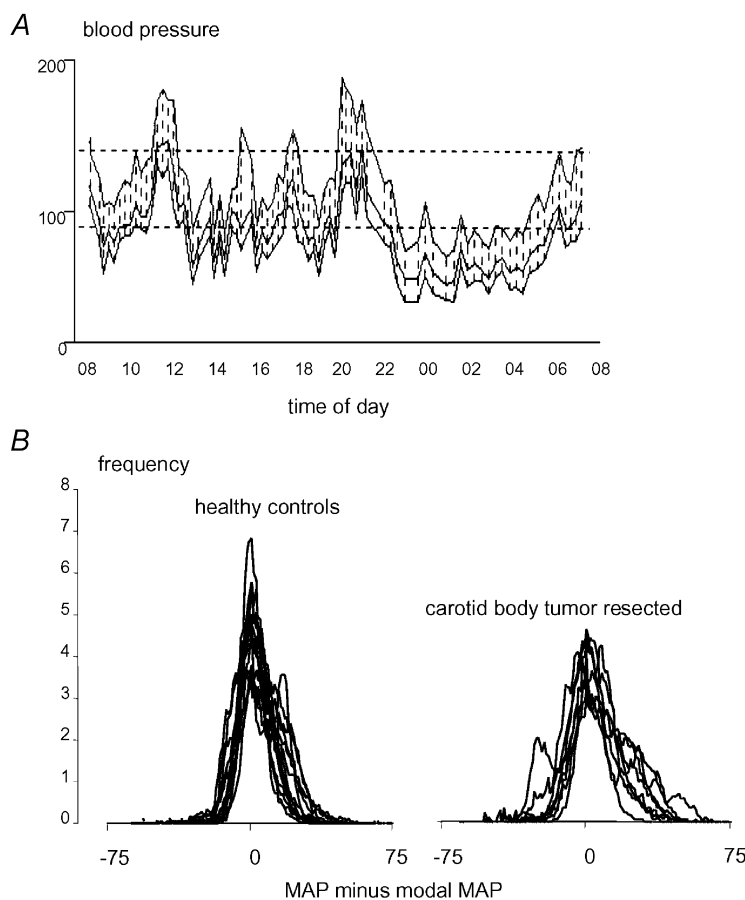 A
blood pressure
200
100
0
08 10 12 14 16 18 20 22 00 02 04 06 08
time of day
B
frequency
8
7
6
5
4
3
2
1
0
healthy controls
carotid body tumor resected
-75 0 75
-75 0 75
MAP minus modal MAP